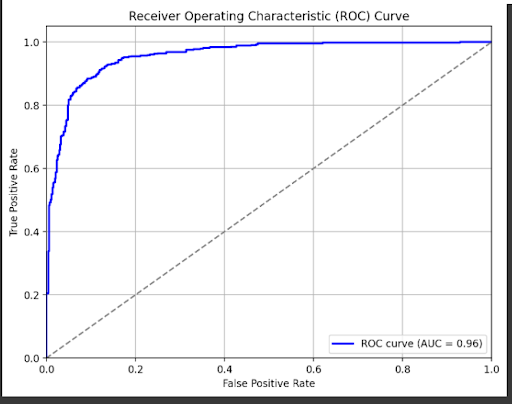 Receiver Operating Characteristic (ROC) Curve
1.0
0.8
0.6
0.4
0.2
0.0
True Positive Rate
0.0 0.2 0.4 0.6 0.8 1.0
False Positive Rate
ROC curve (AUC = 0.96)